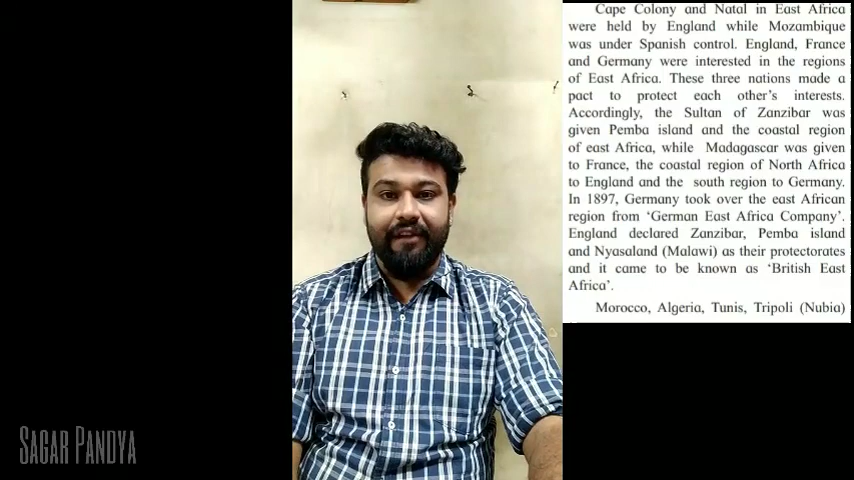 Cape Colony and Natal in East Africa
were held by England while Mozambique
was under Spanish control. England, France
and Germany were interested in the regions
of East Africa. These three nations made a
pact to protect each other's interests.
Accordingly, the Sultan of Zanzibar was
given Pemba island and the coastal region
of east Africa, while Madagascar was given
to France, the coastal region of North Africa
to England and the south region to Germany.
In 1897, Germany took over the east African
region from 'German East Africa Company'.
England declared Zanzibar, Pemba island
and Nyasaland (Malawi) as their protectorates
and it came to be known as 'British East
Africa'.
Morocco, Algeria, Tunis, Tripoli (Nubia)
SAGAR PANDYA